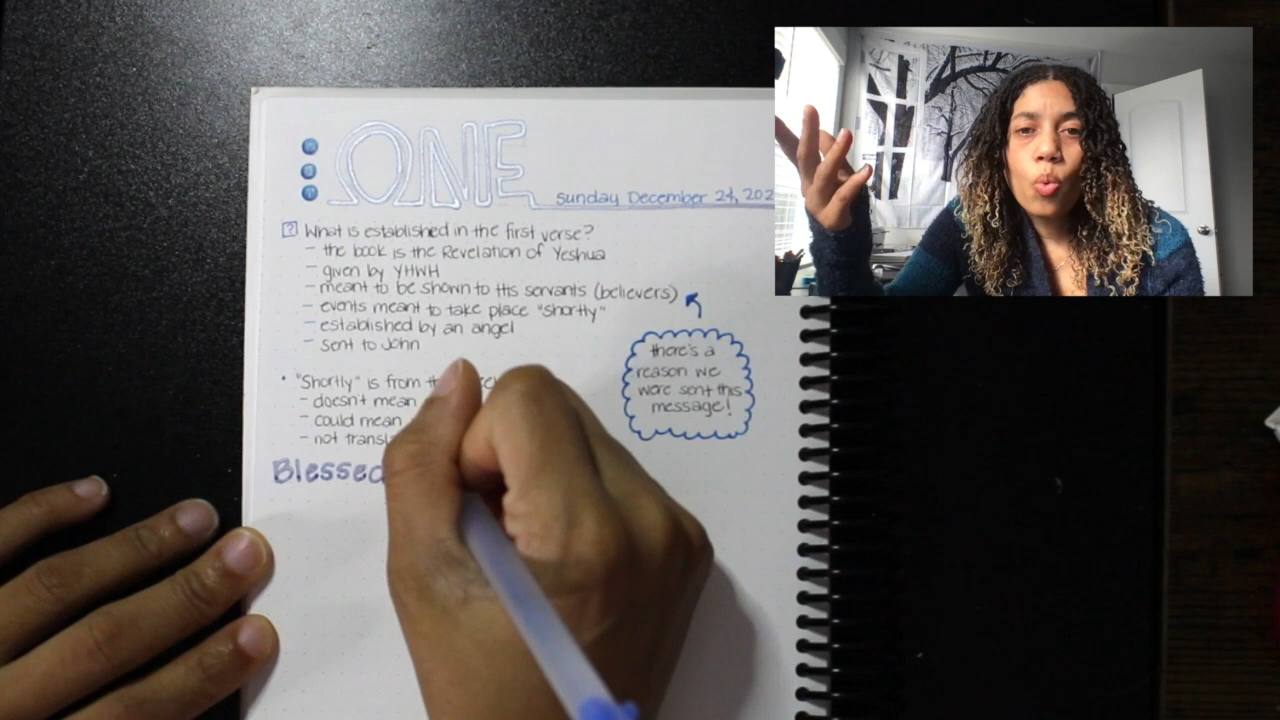 ONE
Sunday December 24, 202
? What is established in the first verse?
- the book is the Revelation of Yeshua
- given by YHWH
- meant to be shown to His servants (believers)
- events meant to take place "shortly"
- established by an angel
- sent to John
there's a
reason we
were sent this
message!
• "Shortly" is from
- doesn't mean
- could mean
- not
Blessed